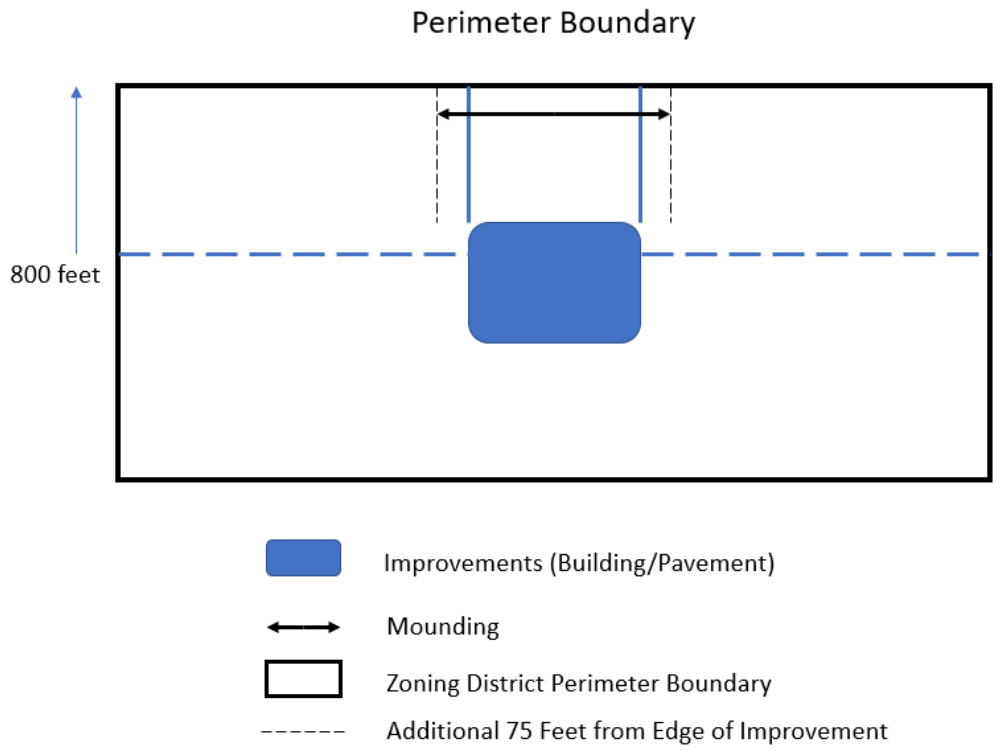 Perimeter Boundary
800 feet
Improvements (Building/Pavement)
Mounding
Zoning District Perimeter Boundary
Additional 75 Feet from Edge of Improvement